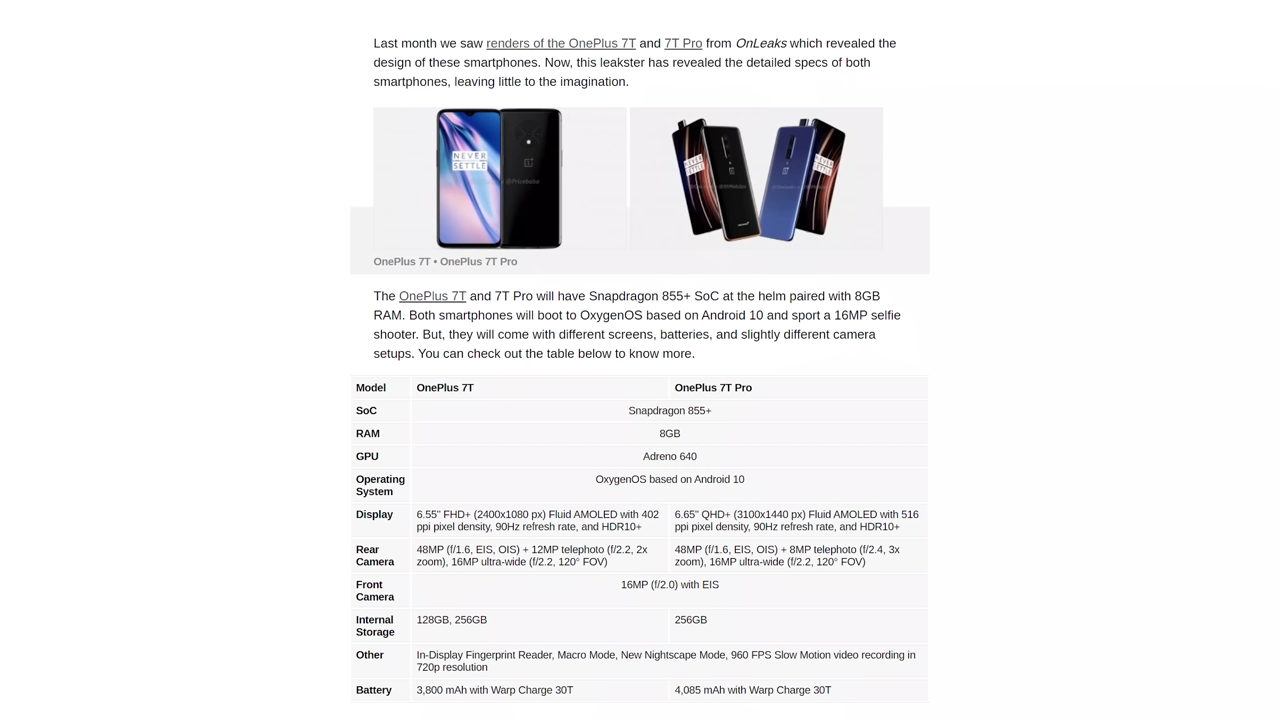 Last month we saw renders of the OnePlus 7T and 7T Pro from OnLeaks which revealed the
design of these smartphones. Now, this leakster has revealed the detailed specs of both
smartphones, leaving little to the imagination.
NEVER
SETTLE
NEVER
SETTLE
NEVER
SETTLE
OnePlus 7T • OnePlus 7T Pro
The OnePlus 7T and 7T Pro will have Snapdragon 855+ SoC at the helm paired with 8GB
RAM. Both smartphones will boot to OxygenOS based on Android 10 and sport a 16MP selfie
shooter. But, they will come with different screens, batteries, and slightly different camera
setups. You can check out the table below to know more.
Model OnePlus 7T OnePlus 7T Pro
SoC Snapdragon 855+
RAM 8GB
GPU Adreno 640
Operating System OxygenOS based on Android 10
Display 6.55" FHD+ (2400x1080 px) Fluid AMOLED with 402 ppi pixel density, 90Hz refresh rate, and HDR10+ 6.65" QHD+ (3100x1440 px) Fluid AMOLED with 516 ppi pixel density, 90Hz refresh rate, and HDR10+
Rear Camera 48MP (f/1.6, EIS, OIS) + 12MP telephoto (f/2.2, 2x zoom), 16MP ultra-wide (f/2.2, 120° FOV) 48MP (f/1.6, EIS, OIS) + 8MP telephoto (f/2.4, 3x zoom), 16MP ultra-wide (f/2.2, 120° FOV)
Front Camera 16MP (f/2.0) with EIS
Internal Storage 128GB, 256GB 256GB
Other In-Display Fingerprint Reader, Macro Mode, New Nightscape Mode, 960 FPS Slow Motion video recording in 720p resolution
Battery 3,800 mAh with Warp Charge 30T 4,085 mAh with Warp Charge 30T